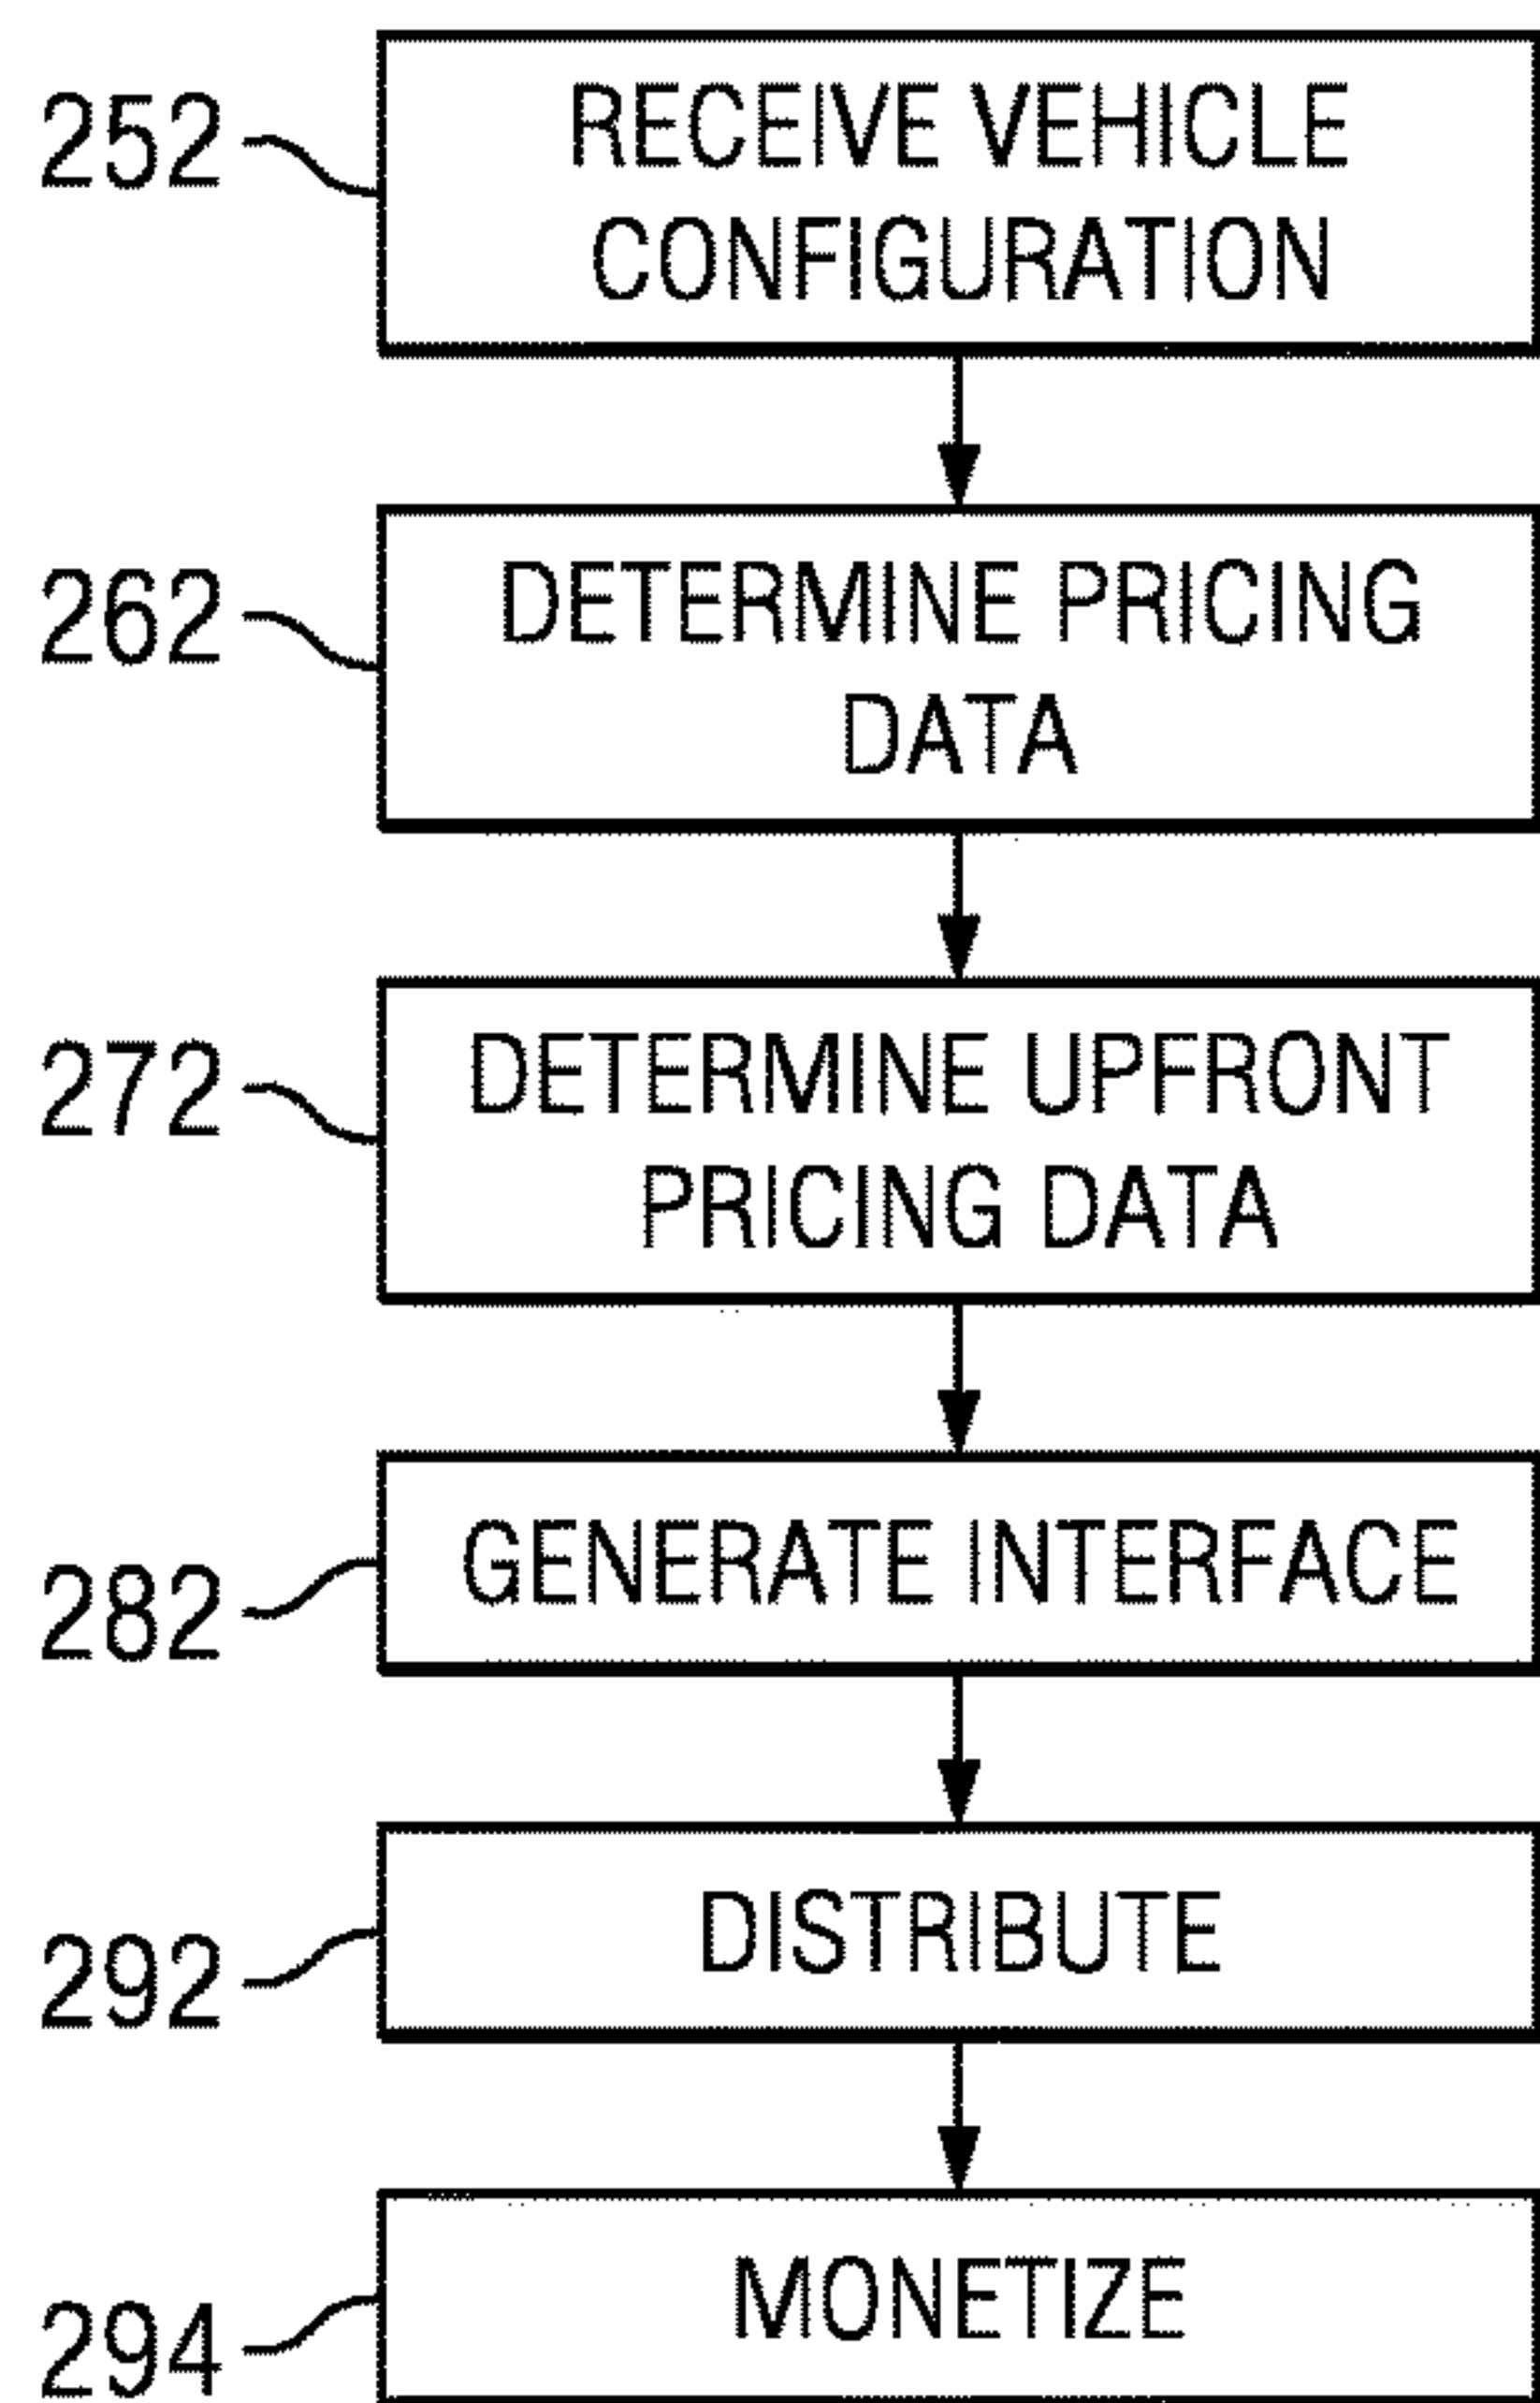 252
RECEIVE VEHICLE
CONFIGURATION
262
DETERMINE PRICING
DATA
272
DETERMINE UPFRONT
PRICING DATA
282
GENERATE INTERFACE
292
DISTRIBUTE
294
MONETIZE